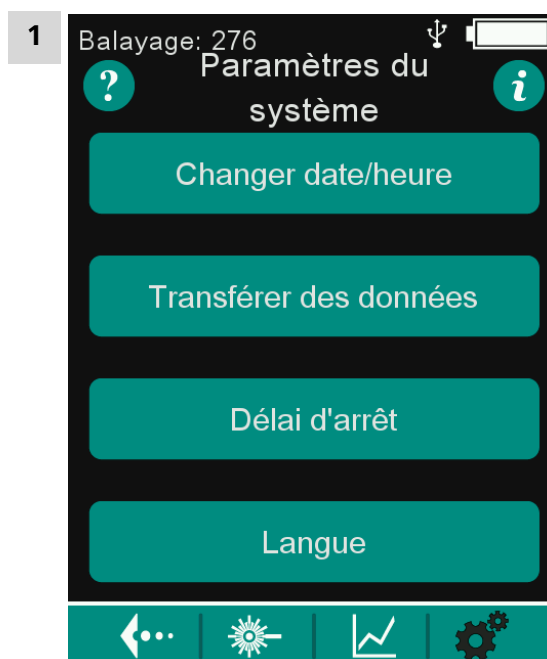 1
Balayage: 276
Paramètres du
système
?
i
Changer date/heure
Transférer des données
Délai d'arrêt
Langue